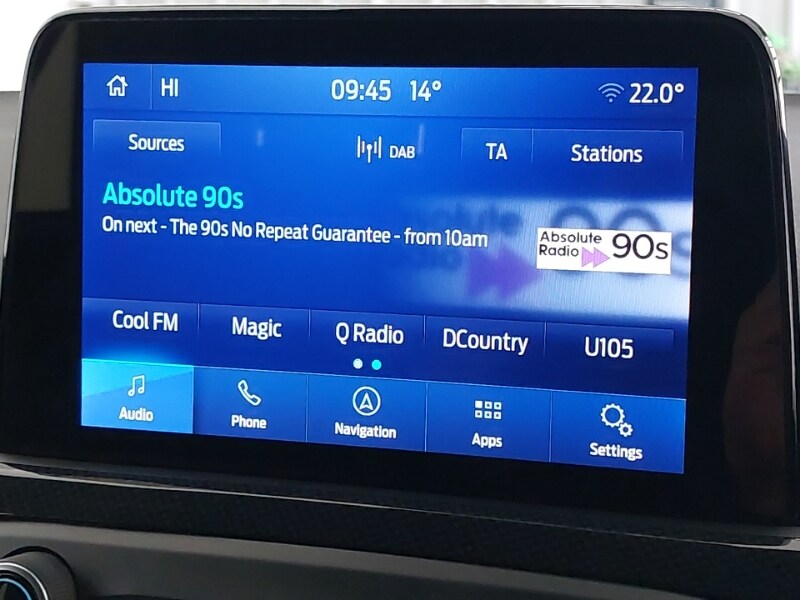 HI 09:45 14° 22.0°
Sources DAB TA Stations
Absolute 90s
On next - The 90s No Repeat Guarantee - from 10am
Absolute
Radio 90s
Cool FM Magic Q Radio DCountry U105
Audio Phone Navigation Apps Settings